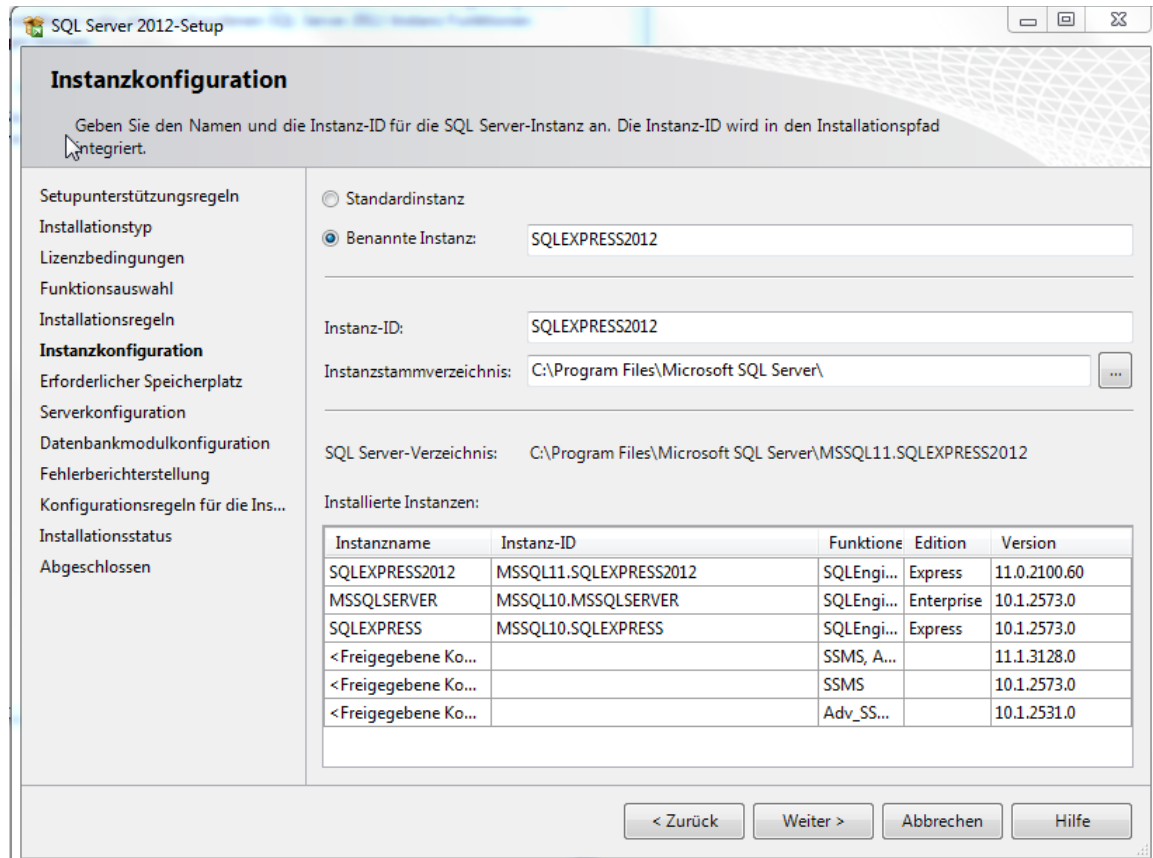 SQL Server 2012-Setup
Instanzkonfiguration
Geben Sie den Namen und die Instanz-ID für die SQL Server-Instanz an. Die Instanz-ID wird in den Installationspfad
integriert.
Setupunterstützungsregeln
Installationstyp
Lizenzbedingungen
Funktionsauswahl
Installationsregeln
Instanzkonfiguration
Erforderlicher Speicherplatz
Serverkonfiguration
Datenbankmodulkonfiguration
Fehlerberichterstellung
Konfigurationsregeln für die Ins...
Installationsstatus
Abgeschlossen
Standardinstanz
Benannte Instanz: SQLEXPRESS2012
Instanz-ID: SQLEXPRESS2012
Instanzstammverzeichnis: C:\Program Files\Microsoft SQL Server\ ...
SQL Server-Verzeichnis: C:\Program Files\Microsoft SQL Server\MSSQL11.SQLEXPRESS2012
Installierte Instanzen:
Instanzname Instanz-ID Funktione Edition Version
SQLEXPRESS2012 MSSQL11.SQLEXPRESS2012 SQLEngi... Express 11.0.2100.60
MSSQLSERVER MSSQL10.MSSQLSERVER SQLEngi... Enterprise 10.1.2573.0
SQLEXPRESS MSSQL10.SQLEXPRESS SQLEngi... Express 10.1.2573.0
<Freigegebene Ko... SSMS, A... 11.1.3128.0
<Freigegebene Ko... SSMS 10.1.2573.0
<Freigegebene Ko... Adv_SS... 10.1.2531.0
< Zurück Weiter > Abbrechen Hilfe